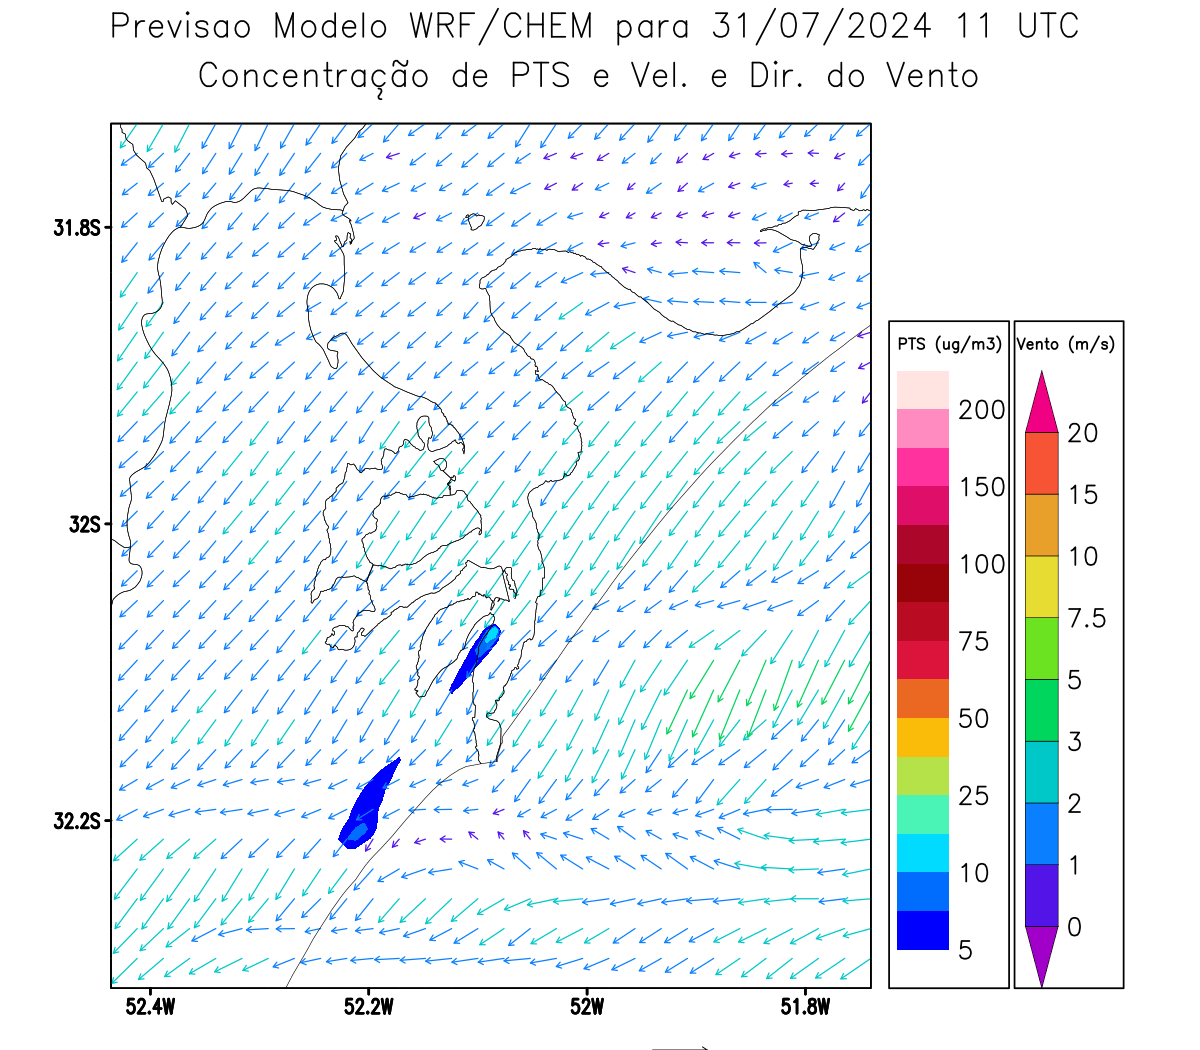 Previsao Modelo WRF/CHEM para 31/07/2024 11 UTC
Concentração de PTS e Vel. e Dir. do Vento
31.8S
32S
32.2S
52.4W 52.2W 52W 51.8W
PTS (ug/m3)
200
150
100
75
50
25
10
5
Vento (m/s)
20
15
10
7.5
5
3
2
1
0